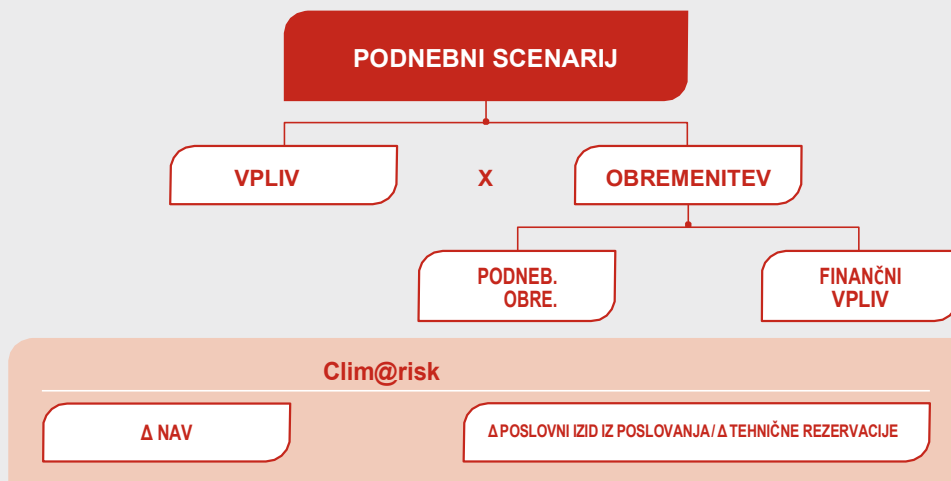 PODNEBNI SCENARIJ
VPLIV
X
OBREMENITEV
PODNEB.
OBRE.
FINANČNI
VPLIV
Clim@risk
Δ NAV
Δ POSLOVNI IZID IZ POSLOVANJA/ Δ TEHNIČNE REZERVACIJE